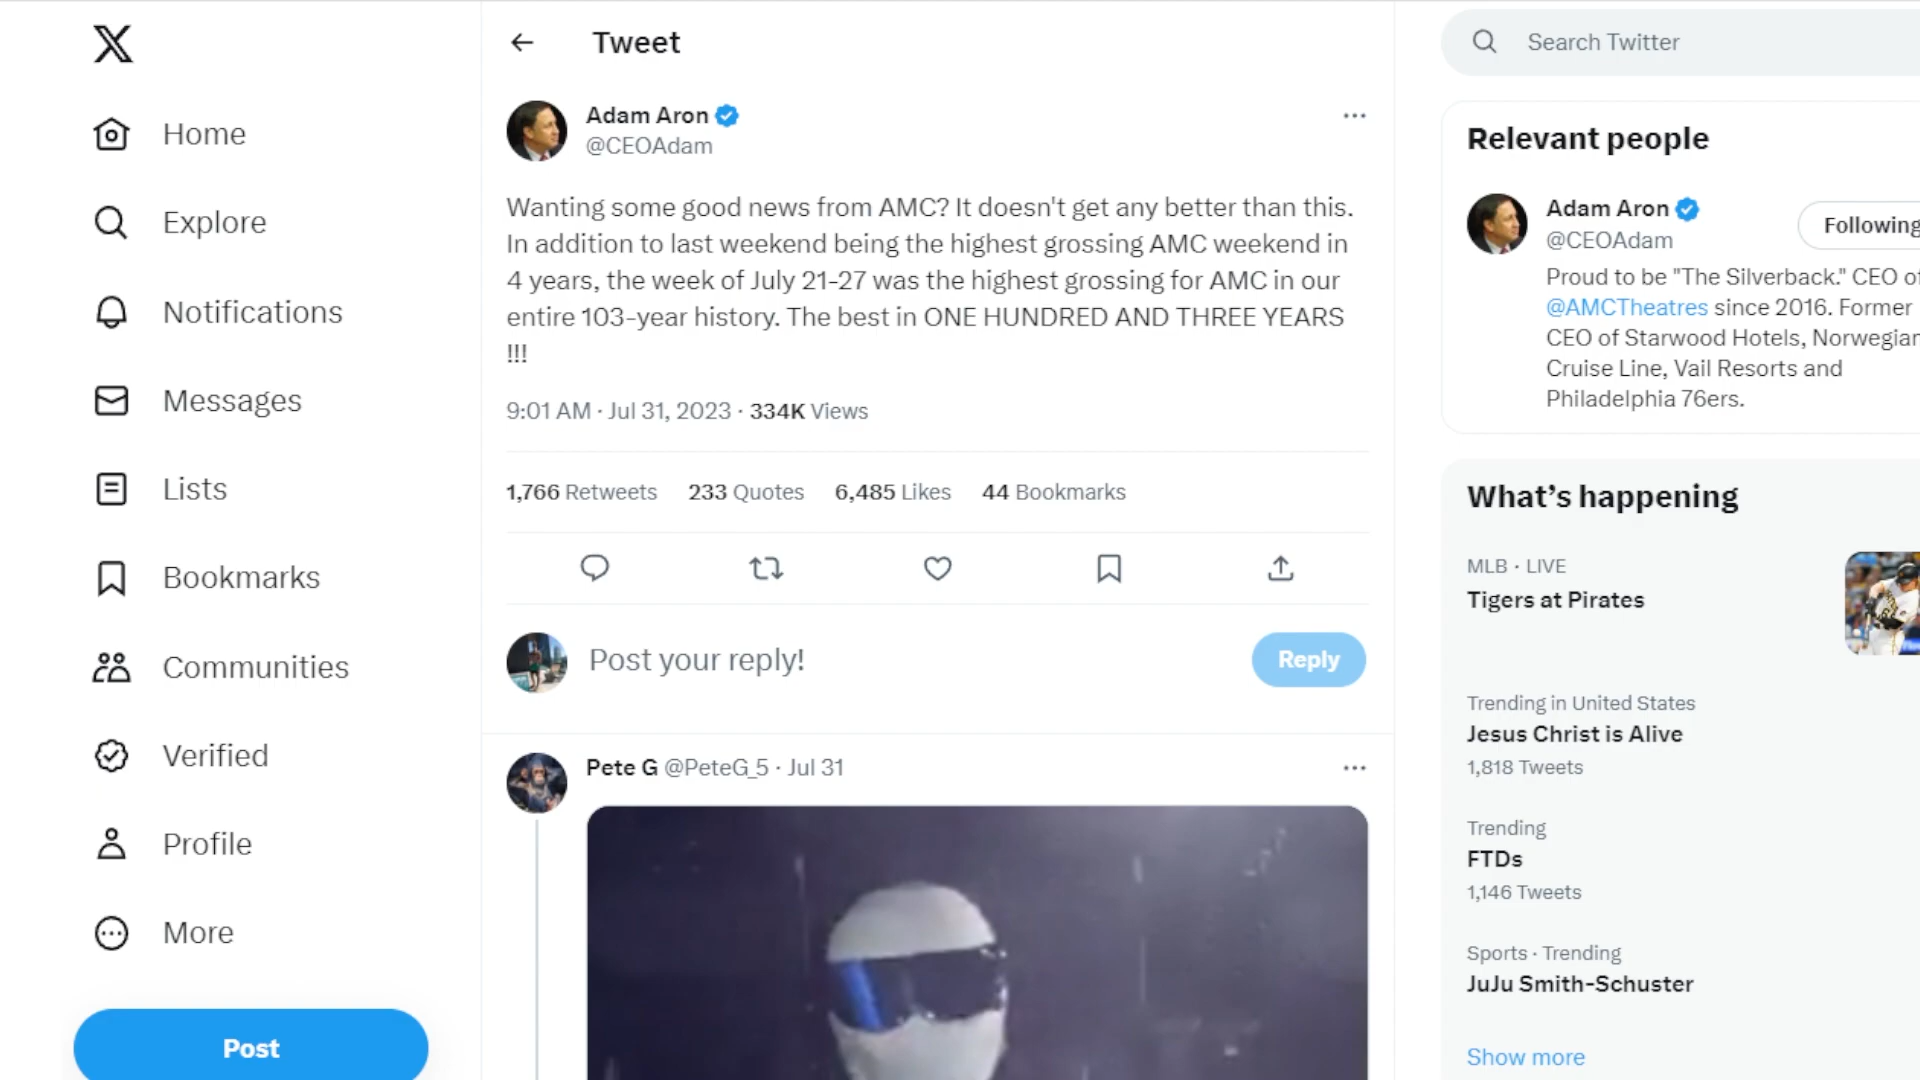 Home
Explore
Notifications
Messages
Lists
Bookmarks
Communities
Verified
Profile
More
Post
Tweet
Adam Aron
@CEOAdam
Wanting some good news from AMC? It doesn't get any better than this.
In addition to last weekend being the highest grossing AMC weekend in
4 years, the week of July 21-27 was the highest grossing for AMC in our
entire 103-year history. The best in ONE HUNDRED AND THREE YEARS
!!!
9:01 AM · Jul 31, 2023 · 334K Views
1,766 Retweets 233 Quotes 6,485 Likes 44 Bookmarks
Post your reply!
Reply
Pete G @PeteG_5 · Jul 31
Search Twitter
Relevant people
Adam Aron
@CEOAdam
Following
Proud to be "The Silverback." CEO of
@AMCTheatres since 2016. Former
CEO of Starwood Hotels, Norwegian
Cruise Line, Vail Resorts and
Philadelphia 76ers.
What's happening
MLB · LIVE
Tigers at Pirates
Trending in United States
Jesus Christ is Alive
1,818 Tweets
Trending
FTDs
1,146 Tweets
Sports · Trending
JuJu Smith-Schuster
Show more